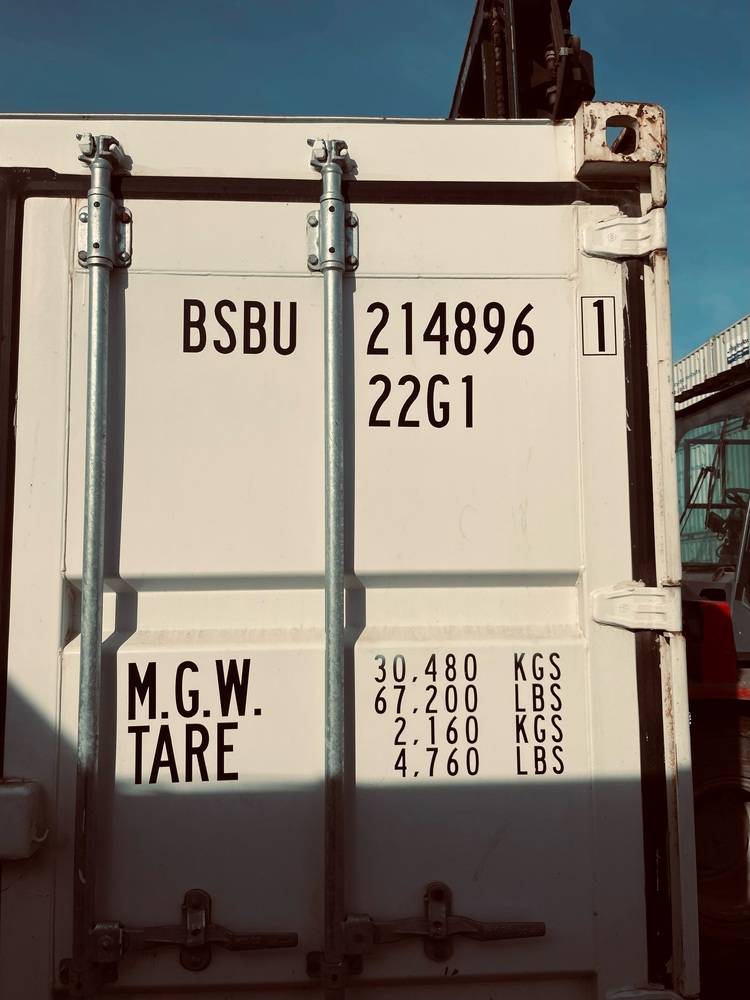 BSBU 214896 1
22G1
M.G.W. 30,480 KGS
67,200 LBS
TARE 2,160 KGS
4,760 LBS